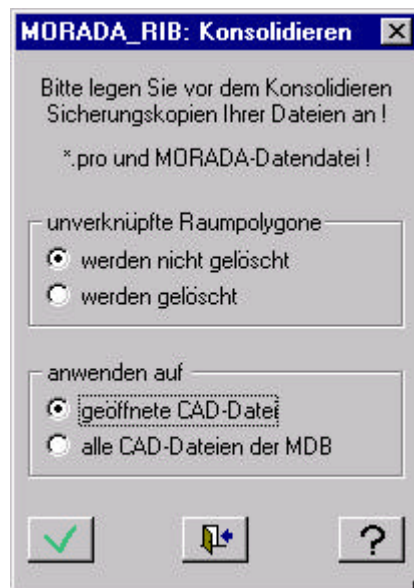 MORADA_RIB: Konsolidieren
Bitte legen Sie vor dem Konsolidieren
Sicherungskopien Ihrer Dateien an !
*.pro und MORADA-Datendatei !
unverknüpfte Raumpolygone
werden nicht gelöscht
werden gelöscht
anwenden auf
geöffnete CAD-Datei
alle CAD-Dateien der MDB
?